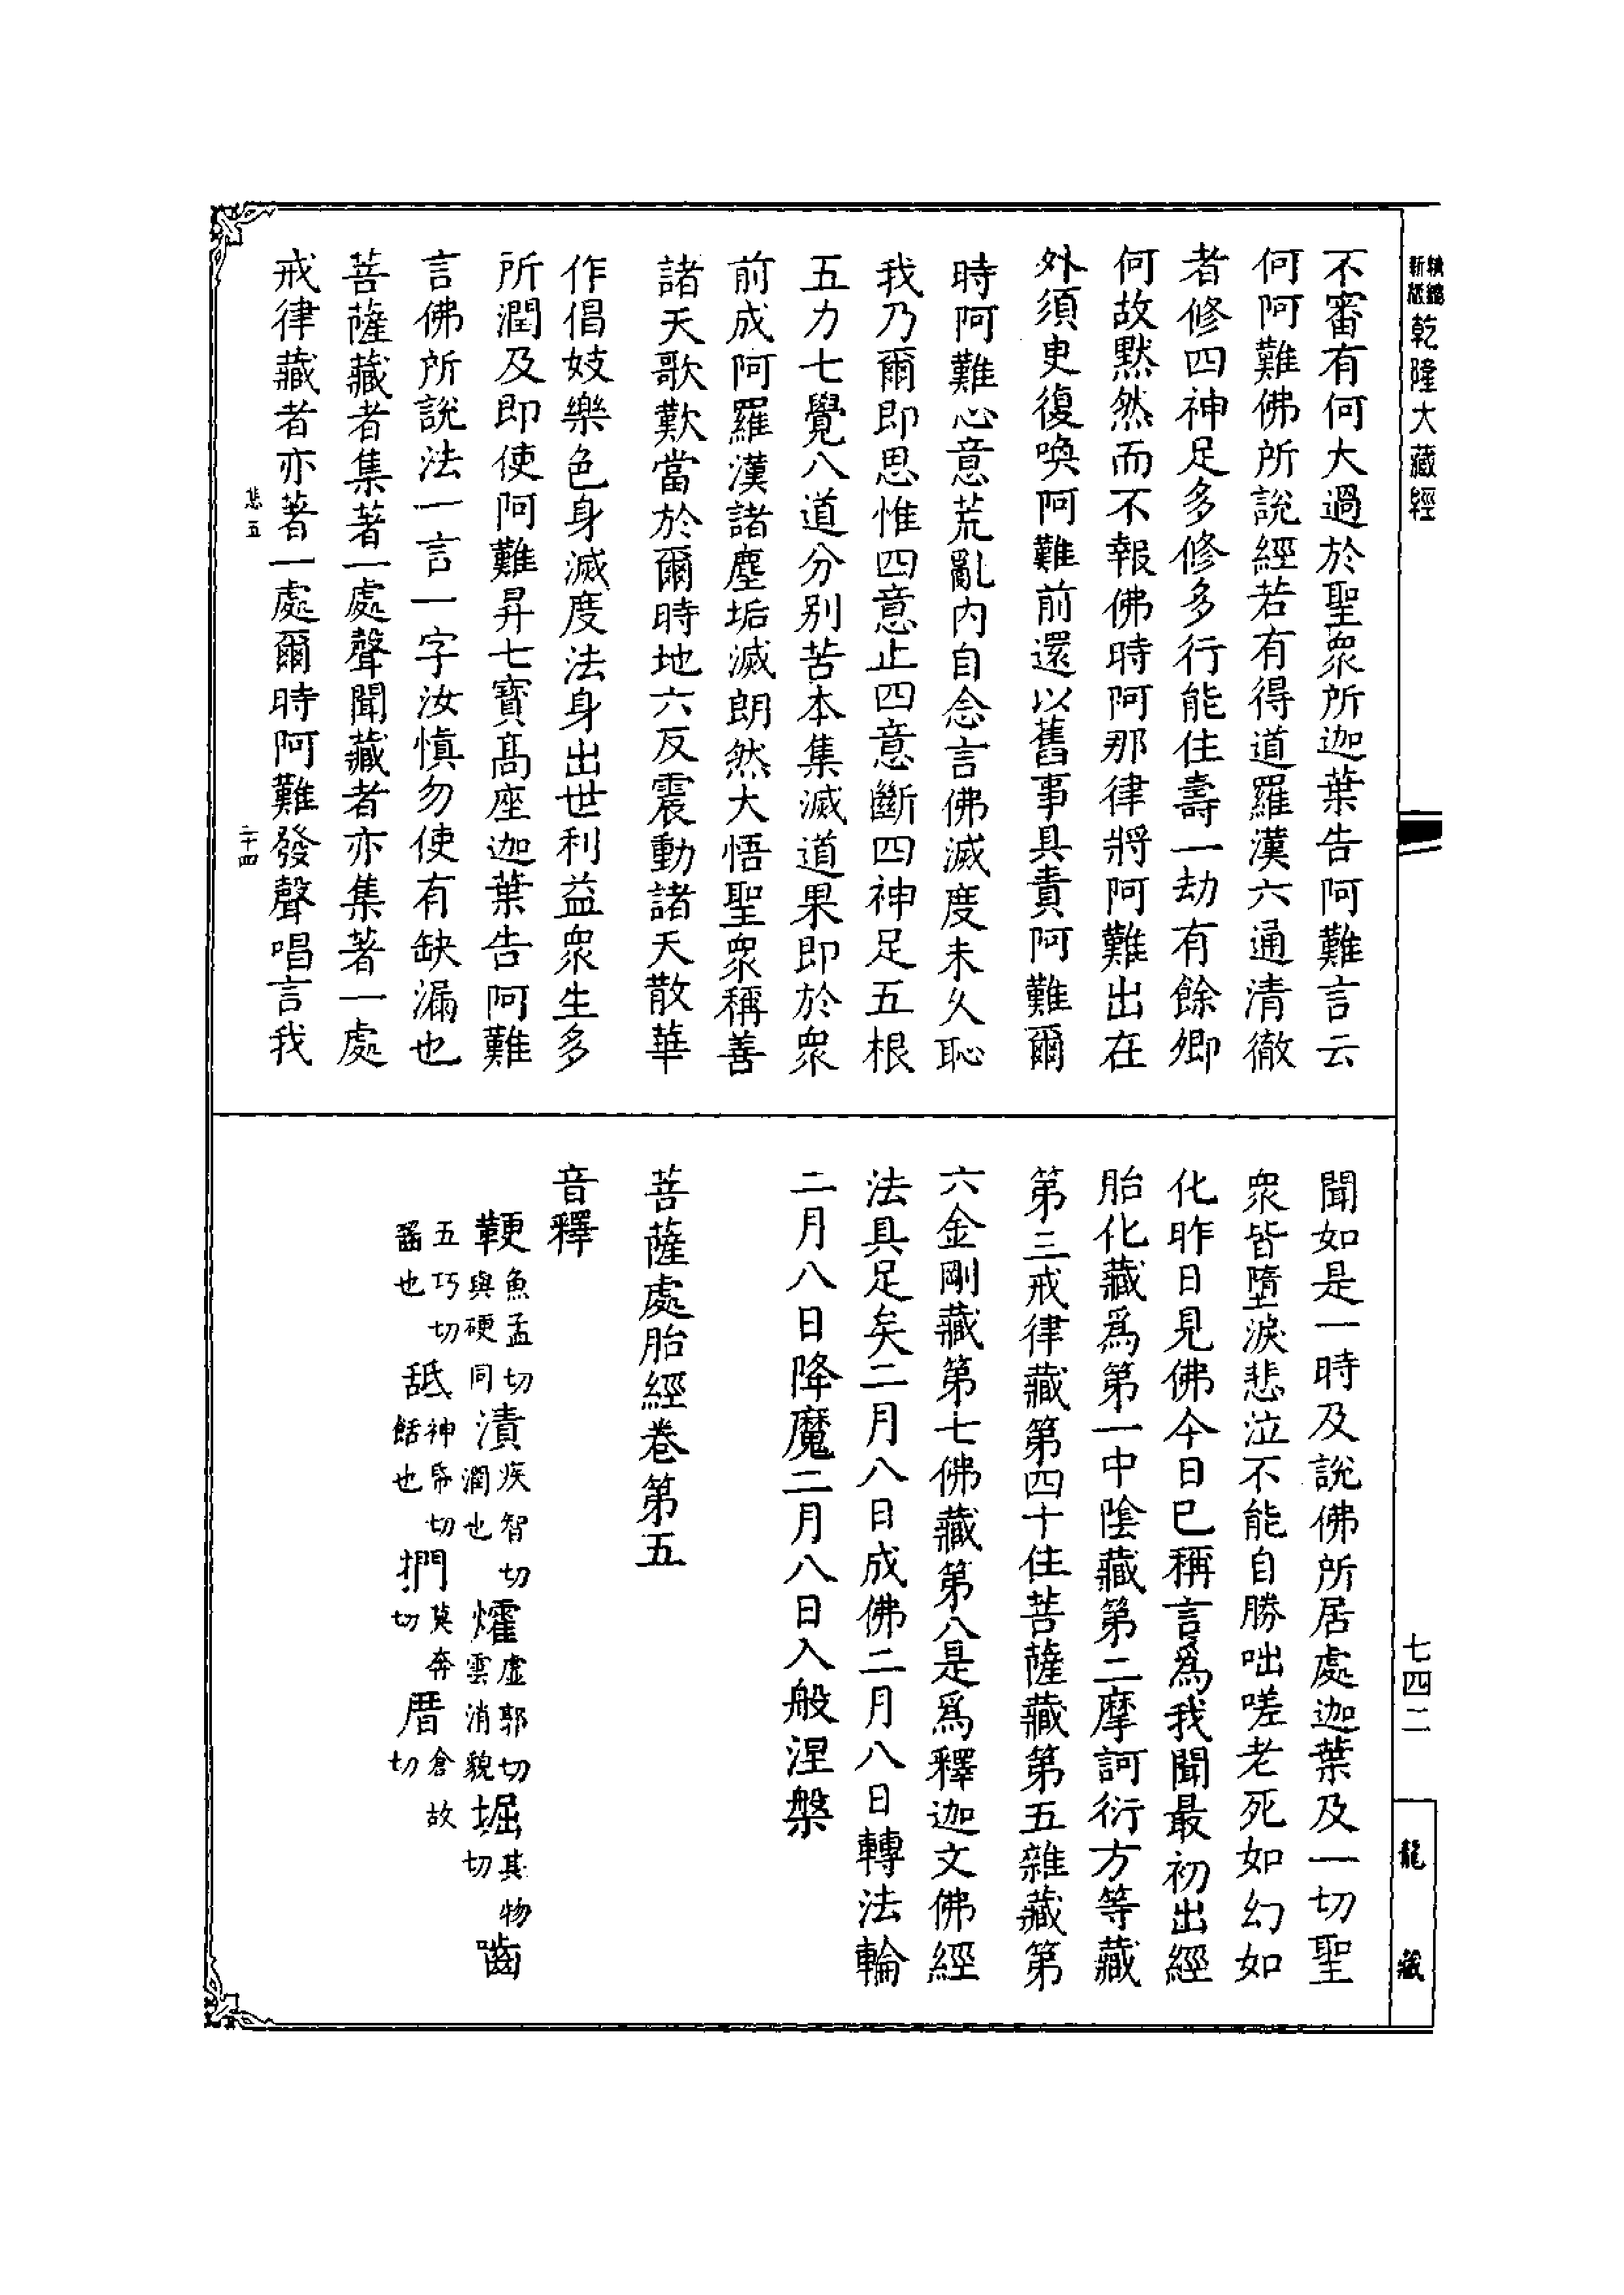 新版 乾隆大藏經
不審有何大過於聖眾所迦葉告阿難言云
何阿難佛所說經若有得道羅漢六通清徹
者修四神足多修多行能住壽一劫有餘卿
何故默然而不報佛時阿那律將阿難出在
外須臾復喚阿難前還以舊事具責阿難爾
時阿難心意荒亂內自念言佛滅度未久恥
我乃爾即思惟四意止四意斷四神足五根
五力七覺八道分別苦本集滅道果即於眾
前成阿羅漢諸塵垢滅朗然大悟聖眾稱善
諸天歌歎當於爾時地六反震動諸天散華
作倡妓樂色身滅度法身出世利益眾生多
所潤及即使阿難昇七寶高座迦葉告阿難
言佛所說法一言一字汝慎勿使有缺漏也
菩薩藏者集著一處聲聞藏者亦集著一處
戒律藏者亦著一處爾時阿難發聲唱言我
五 二十四
聞如是一時及說佛所居處迦葉及一切聖
眾皆墮淚悲泣不能自勝咄嗟老死如幻如
化昨日見佛今日已稱言為我聞最初出經
胎化藏為第一中陰藏第二摩訶衍方等藏
第三戒律藏第四十住菩薩藏第五雜藏第
六金剛藏第七佛藏第八是為釋迦文佛經
法具足矣二月八日成佛二月八日轉法輪
二月八日降魔二月八日入般涅槃
菩薩處胎經卷第五
音釋
鞕魚孟切與硬同 漬疾智切潤也 㸌虛郭切雲消貌 堀其物切 嚙
五巧切齧也 舐神帋切餂也 捫莫奔切 厝倉故切
七四二
龍藏